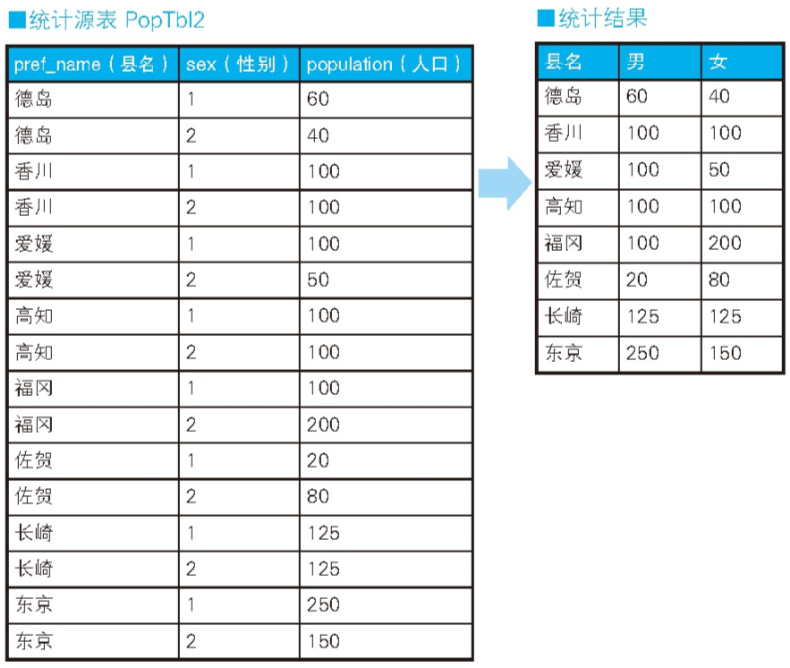 ■统计源表 PopTbl2
pref_name（县名） sex（性别） population（人口）
德岛 1 60
德岛 2 40
香川 1 100
香川 2 100
爱媛 1 100
爱媛 2 50
高知 1 100
高知 2 100
福冈 1 100
福冈 2 200
佐贺 1 20
佐贺 2 80
长崎 1 125
长崎 2 125
东京 1 250
东京 2 150
■统计结果
县名 男 女
德岛 60 40
香川 100 100
爱媛 100 50
高知 100 100
福冈 100 200
佐贺 20 80
长崎 125 125
东京 250 150